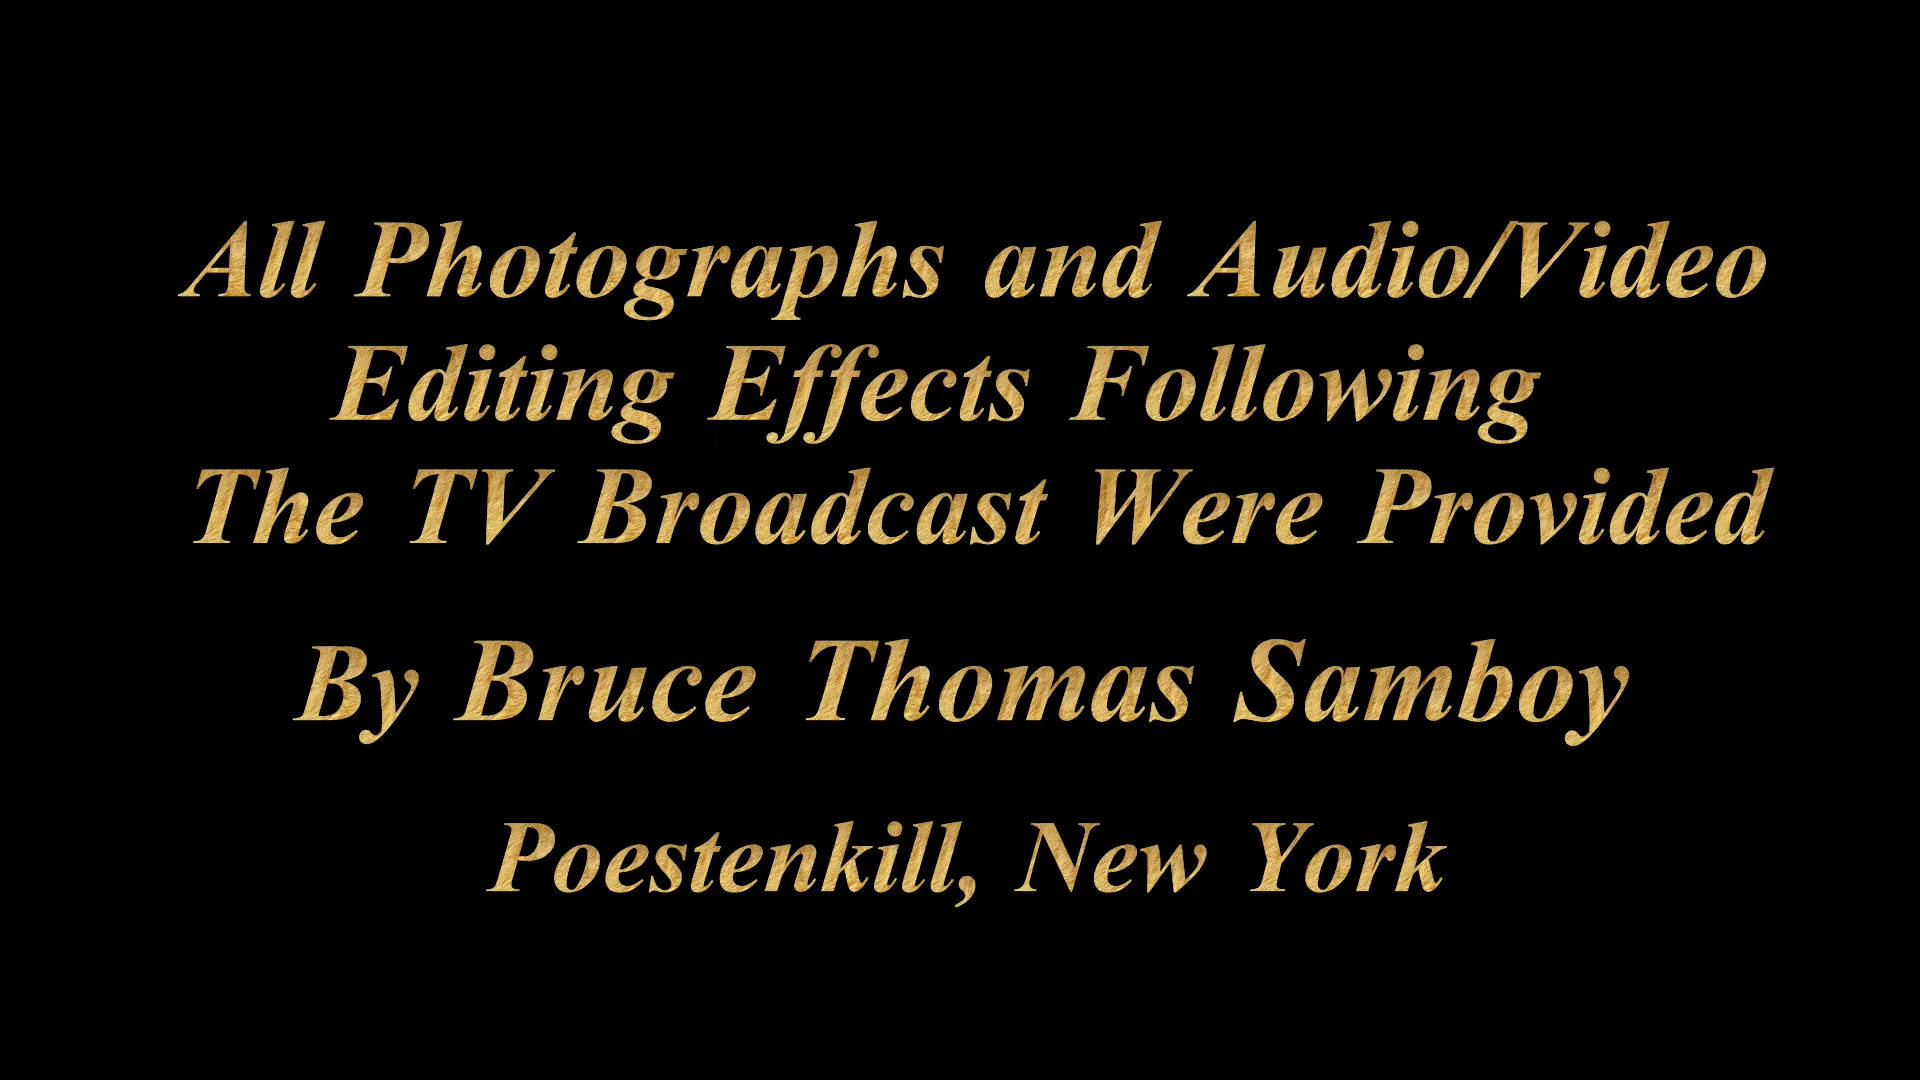 All Photographs and Audio/Video
Editing Effects Following
The TV Broadcast Were Provided
By Bruce Thomas Samboy
Poestenkill, New York